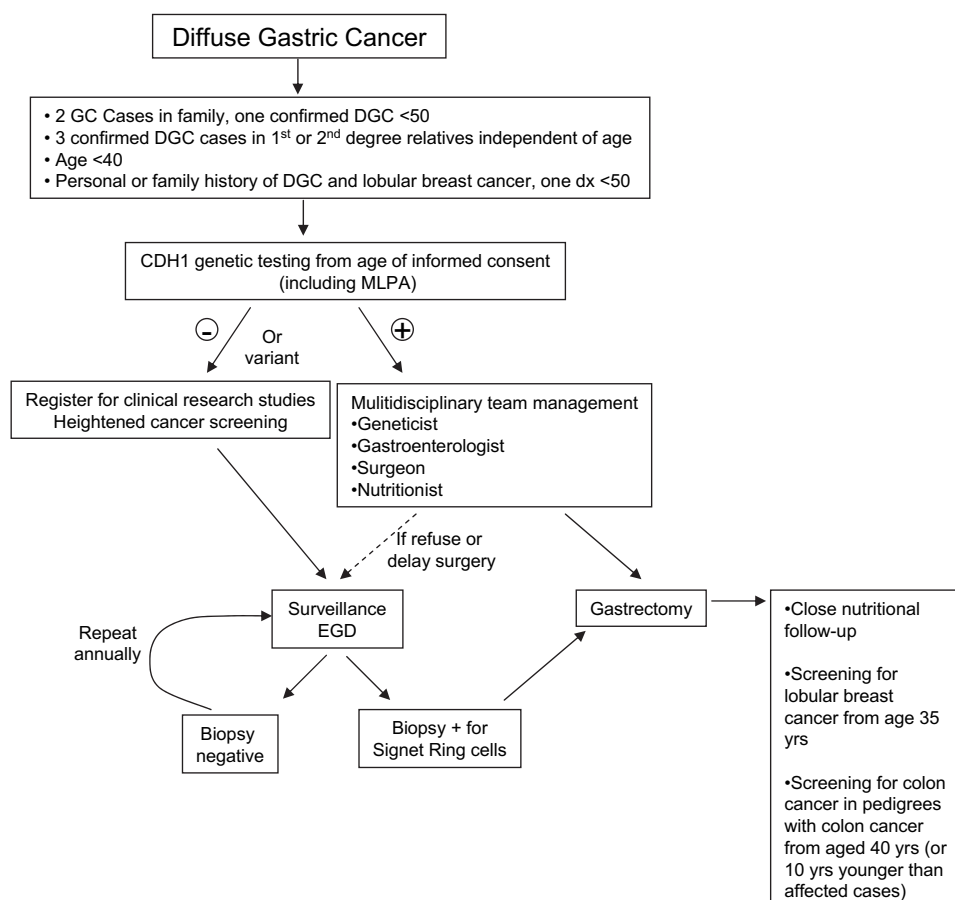 Diffuse Gastric Cancer
• 2 GC Cases in family, one confirmed DGC <50
• 3 confirmed DGC cases in 1st or 2nd degree relatives independent of age
• Age <40
• Personal or family history of DGC and lobular breast cancer, one dx <50
CDH1 genetic testing from age of informed consent
(including MLPA)
-
Or
variant
+
Register for clinical research studies
Heightened cancer screening
Mulitidisciplinary team management
•Geneticist
•Gastroenterologist
•Surgeon
•Nutritionist
If refuse or
delay surgery
Surveillance
EGD
Repeat
annually
Gastrectomy
Biopsy
negative
Biopsy + for
Signet Ring cells
•Close nutritional
follow-up
•Screening for
lobular breast
cancer from age 35
yrs
•Screening for colon
cancer in pedigrees
with colon cancer
from aged 40 yrs (or
10 yrs younger than
affected cases)